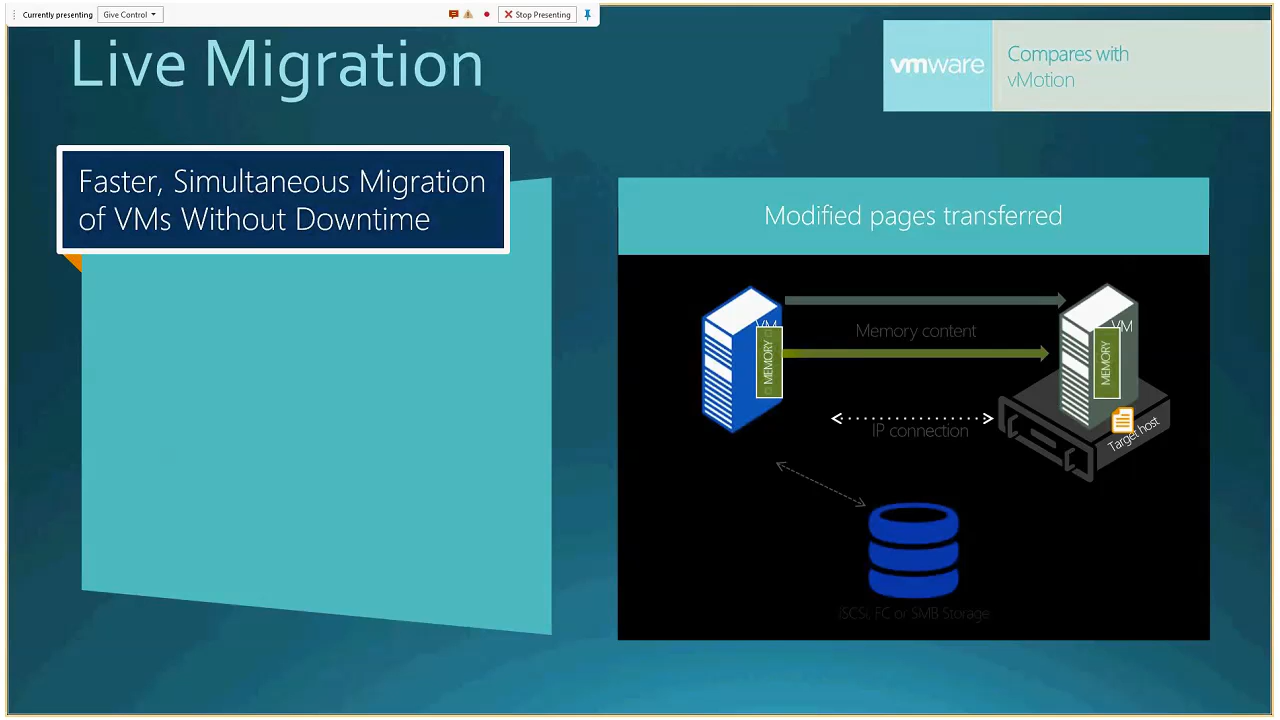 Currently presenting
Give Control
Stop Presenting
Live Migration
vmware
Compares with
vMotion
Faster, Simultaneous Migration
of VMs Without Downtime
Modified pages transferred
VM
MEMORY
Memory content
VM
MEMORY
IP connection
Target host
iSCSI, FC or SMB Storage